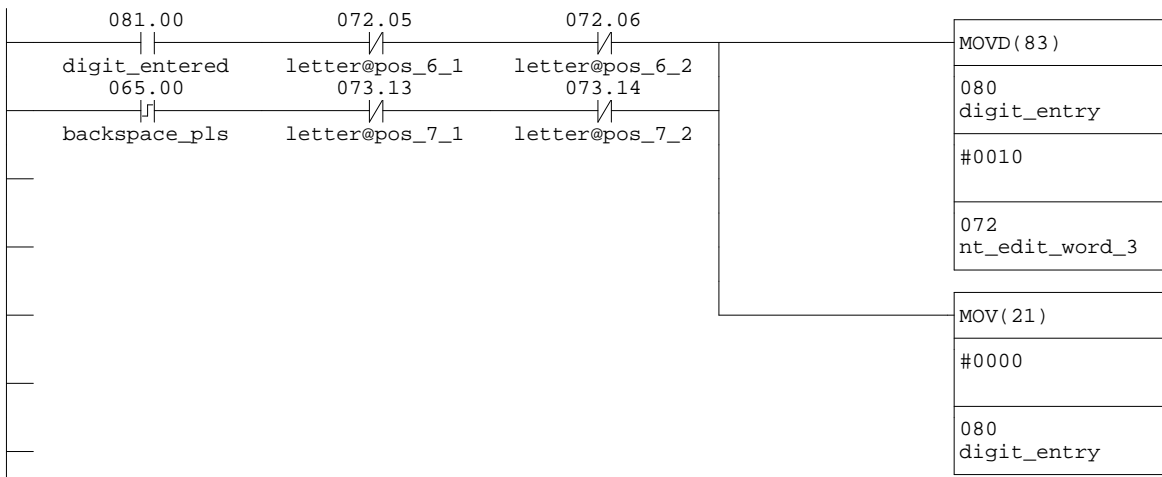 081.00 072.05 072.06
digit_entered letter@pos_6_1 letter@pos_6_2
065.00 073.13 073.14
backspace_pls letter@pos_7_1 letter@pos_7_2
MOVD(83)
080
digit_entry
#0010
072
nt_edit_word_3
MOV(21)
#0000
080
digit_entry